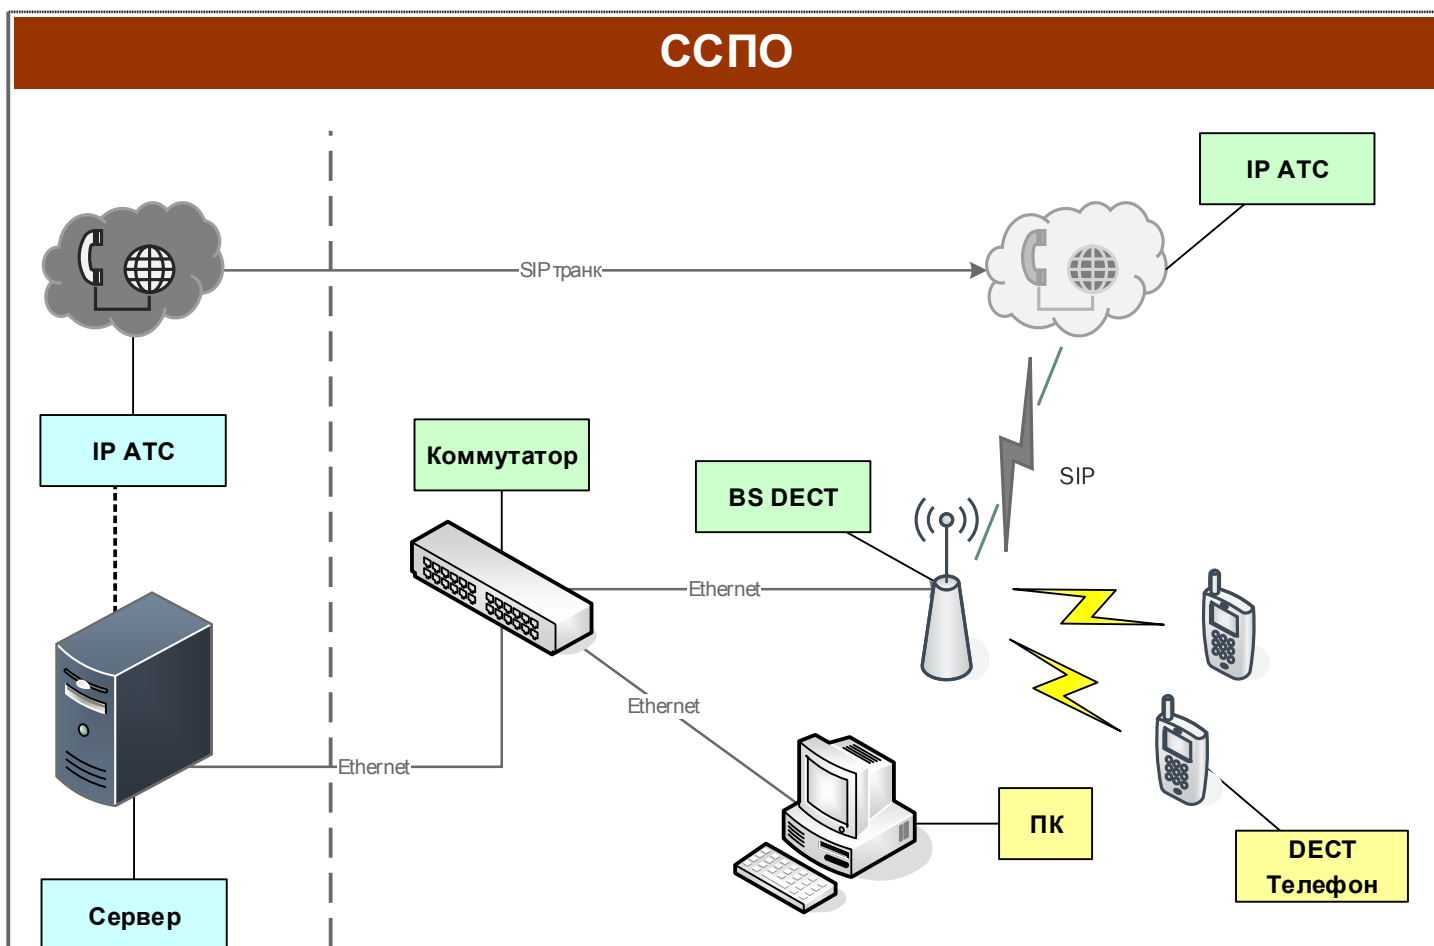 ССПО
IP АТС
SIP транк
IP АТС
Коммутатор
BS DECT
SIP
Ethernet
Ethernet
Ethernet
ПК
DECT
Телефон
Сервер